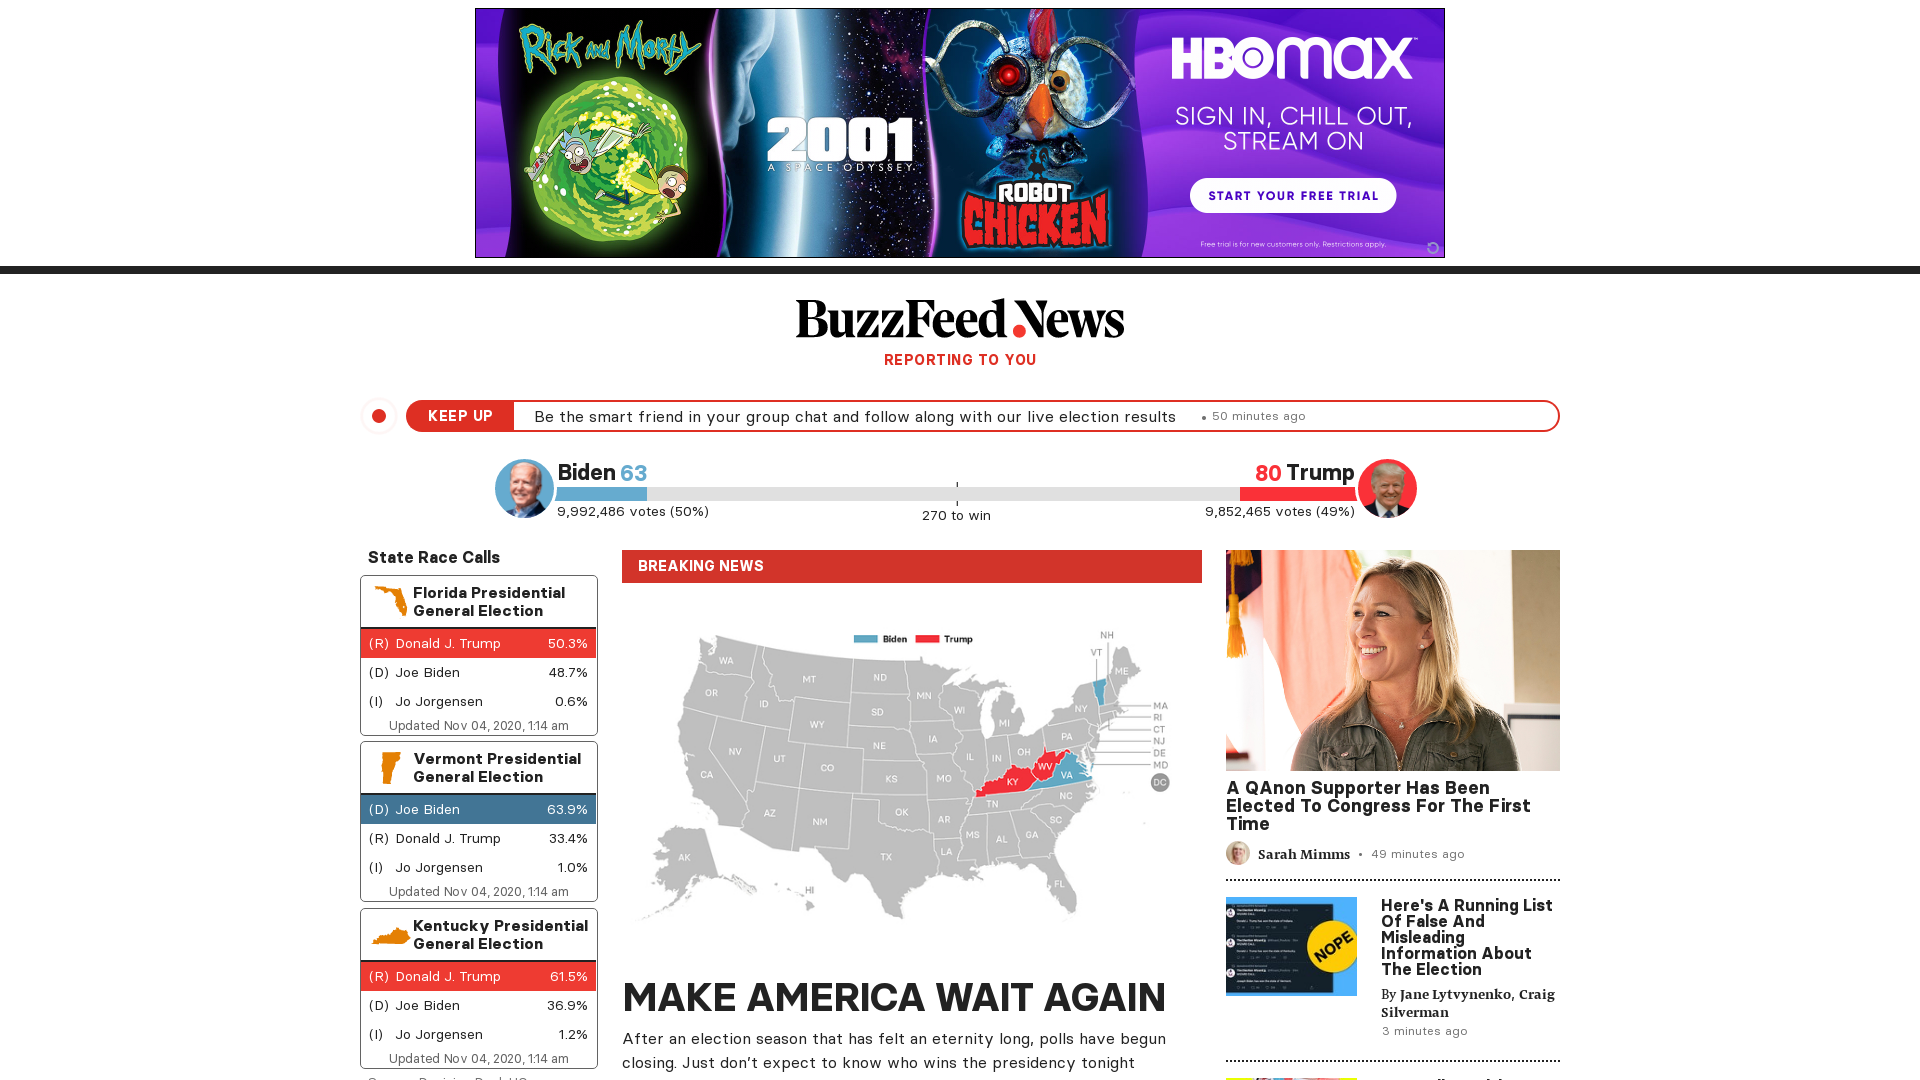 Rick and Morty
2001
A SPACE ODYSSEY
ROBOT
CHICKEN
HBOmax
SIGN IN, CHILL OUT,
STREAM ON
START YOUR FREE TRIAL
Free trial is for new customers only. Restrictions apply.
BuzzFeed News
REPORTING TO YOU
KEEP UP
Be the smart friend in your group chat and follow along with our live election results
• 50 minutes ago
Biden 63
80 Trump
9,992,486 votes (50%)
270 to win
9,852,465 votes (49%)
State Race Calls
Florida Presidential
General Election
(R) Donald J. Trump 50.3%
(D) Joe Biden 48.7%
(I) Jo Jorgensen 0.6%
Updated Nov 04, 2020, 1:14 am
Vermont Presidential
General Election
(D) Joe Biden 63.9%
(R) Donald J. Trump 33.4%
(I) Jo Jorgensen 1.0%
Updated Nov 04, 2020, 1:14 am
Kentucky Presidential
General Election
(R) Donald J. Trump 61.5%
(D) Joe Biden 36.9%
(I) Jo Jorgensen 1.2%
Updated Nov 04, 2020, 1:14 am
BREAKING NEWS
Biden Trump
NH
VT
WA
ME
MT
ND
OR
MN
MA
ID
SD
WI
NY
RI
WY
MI
CT
PA
NJ
IA
NE
NV
OH
DE
IL
IN
UT
MD
CO
WV
CA
VA
KS
MO
KY
DC
NC
TN
AZ
OK
NM
AR
SC
MS
AL
GA
LA
TX
AK
FL
HI
MAKE AMERICA WAIT AGAIN
After an election season that has felt an eternity long, polls have begun
closing. Just don’t expect to know who wins the presidency tonight
A QAnon Supporter Has Been
Elected To Congress For The First
Time
Sarah Mimms • 49 minutes ago
NOPE
Here's A Running List
Of False And
Misleading
Information About
The Election
By Jane Lytvynenko, Craig
Silverman
3 minutes ago